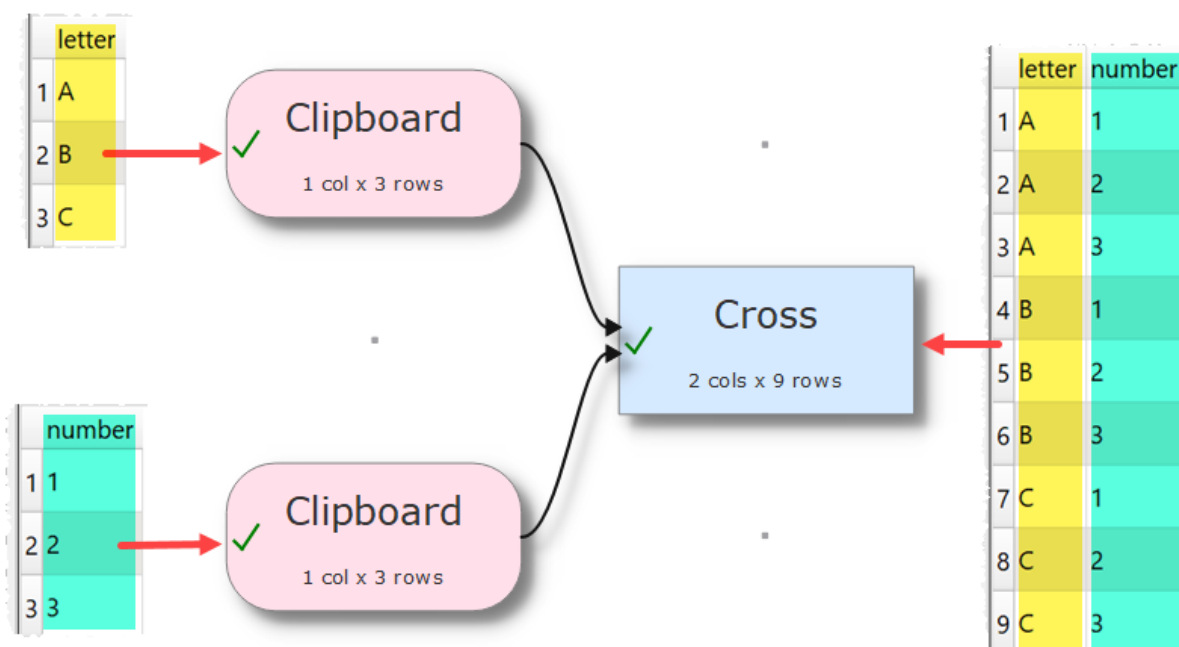 letter
1 A
2 B
3 C
Clipboard
1 col x 3 rows
number
1 1
2 2
3 3
Clipboard
1 col x 3 rows
Cross
2 cols x 9 rows
letter number
1 A 1
2 A 2
3 A 3
4 B 1
5 B 2
6 B 3
7 C 1
8 C 2
9 C 3